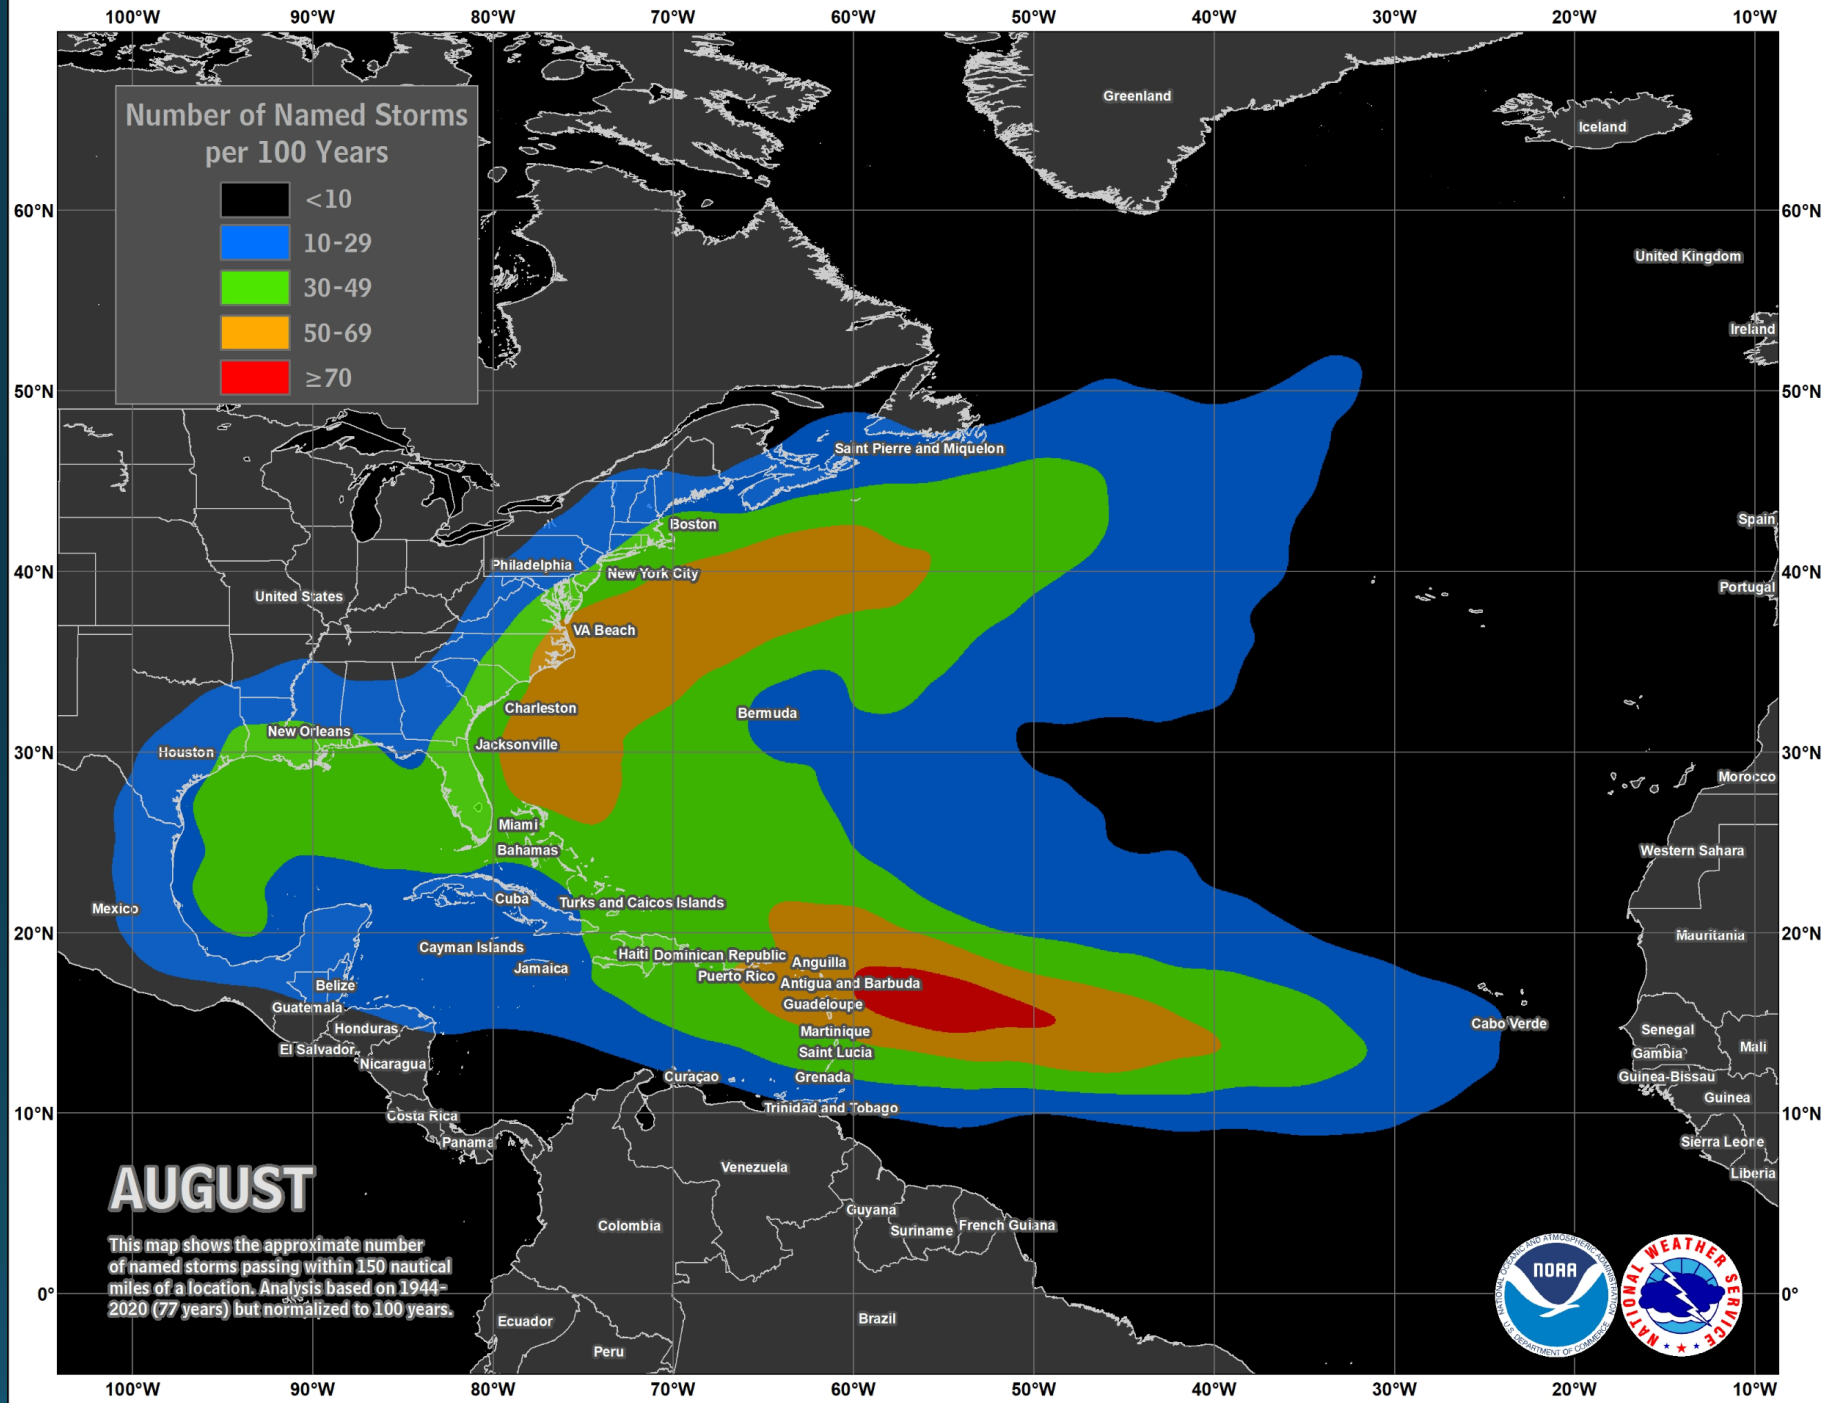 100°W 90°W 80°W 70°W 60°W 50°W 40°W 30°W 20°W 10°W
Number of Named Storms
per 100 Years
<10
10-29
30-49
50-69
≥70
Greenland
Iceland
60°N 60°N
United Kingdom
Ireland
50°N 50°N
Saint Pierre and Miquelon
Boston
Spain
Philadelphia
New York City
40°N 40°N
Portugal
United States
VA Beach
Charleston
Bermuda
New Orleans
Jacksonville
Houston
30°N 30°N
Morocco
Miami
Bahamas
Western Sahara
Cuba
Turks and Caicos Islands
Mexico
20°N 20°N
Mauritania
Cayman Islands
Haiti
Dominican Republic
Anguilla
Jamaica
Puerto Rico
Antigua and Barbuda
Belize
Guadeloupe
Guatemala
Cabo Verde
Honduras
Martinique
Senegal
El Salvador
Saint Lucia
Gambia
Mali
Nicaragua
Curaçao
Grenada
Guinea-Bissau
Guinea
Trinidad and Tobago
10°N 10°N
Costa Rica
Panama
Sierra Leone
Venezuela
Liberia
AUGUST
Guyana
Colombia
Suriname
French Guiana
This map shows the approximate number
of named storms passing within 150 nautical
miles of a location. Analysis based on 1944-
2020 (77 years) but normalized to 100 years.
0° 0°
Ecuador
Brazil
Peru
NATIONAL OCEANIC AND ATMOSPHERIC ADMINISTRATION
NOAA
U.S. DEPARTMENT OF COMMERCE
NATIONAL WEATHER SERVICE
100°W 90°W 80°W 70°W 60°W 50°W 40°W 30°W 20°W 10°W